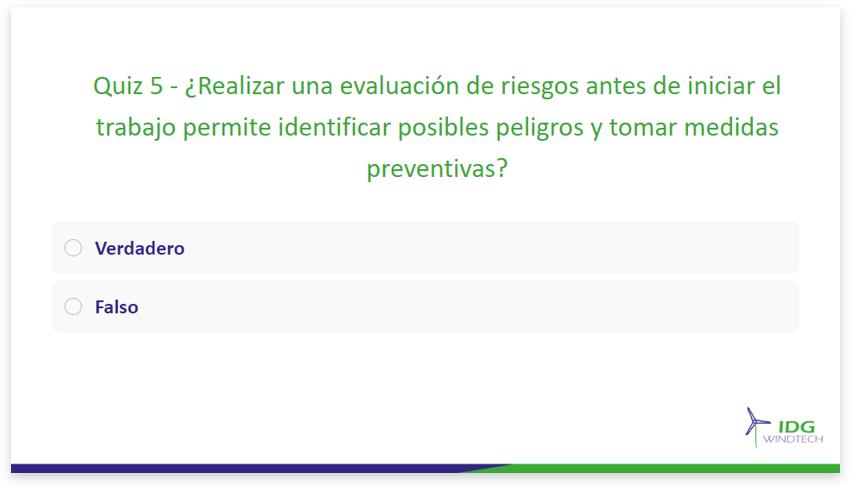 Quiz 5 - ¿Realizar una evaluación de riesgos antes de iniciar el
trabajo permite identificar posibles peligros y tomar medidas
preventivas?
Verdadero
Falso
IDG
WINDTECH